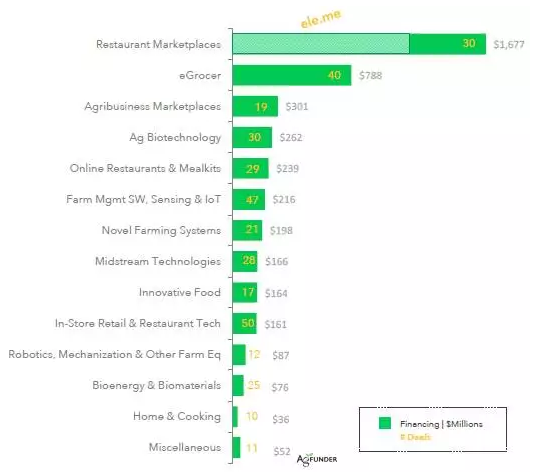 ele.me
Restaurant Marketplaces 30 $1,677
eGrocer 40 $788
Agribusiness Marketplaces 19 $301
Ag Biotechnology 30 $262
Online Restaurants & Mealkits 29 $239
Farm Mgmt SW, Sensing & IoT 47 $216
Novel Farming Systems 21 $198
Midstream Technologies 28 $166
Innovative Food 17 $164
In-Store Retail & Restaurant Tech 50 $161
Robotics, Mechanization & Other Farm Eq 12 $87
Bioenergy & Biomaterials 25 $76
Home & Cooking 10 $36
Miscellaneous 11 $52
Financing | $Millions
# Deals
AgFUNDER